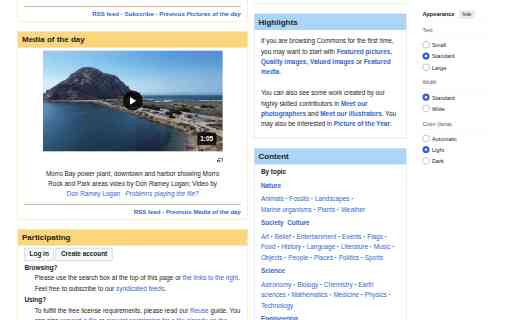 RSS feed · Subscribe · Previous Pictures of the day
Media of the day
1:05
Morro Bay power plant, downtown and harbor showing Morro
Rock and Park areas video by Don Ramey Logan; Video by
Don Ramey Logan · Problems playing the file?
RSS feed · Previous Media of the day
Participating
Log in Create account
Browsing?
Please use the search box at the top of this page or the links to the right.
Feel free to subscribe to our syndicated feeds.
Using?
To fulfill the free license requirements, please read our Reuse guide. You
Highlights
If you are browsing Commons for the first time,
you may want to start with Featured pictures,
Quality images, Valued images or Featured
media.
You can also see some work created by our
highly skilled contributors in Meet our
photographers and Meet our illustrators. You
may also be interested in Picture of the Year.
Content
By topic
Nature
Animals · Fossils · Landscapes ·
Marine organisms · Plants · Weather
Society Culture
Art · Belief · Entertainment · Events · Flags ·
Food · History · Language · Literature · Music ·
Objects · People · Places · Politics · Sports
Science
Astronomy · Biology · Chemistry · Earth
sciences · Mathematics · Medicine · Physics ·
Technology
Engineering
Appearance hide
Text
Small
Standard
Large
Width
Standard
Wide
Color (beta)
Automatic
Light
Dark